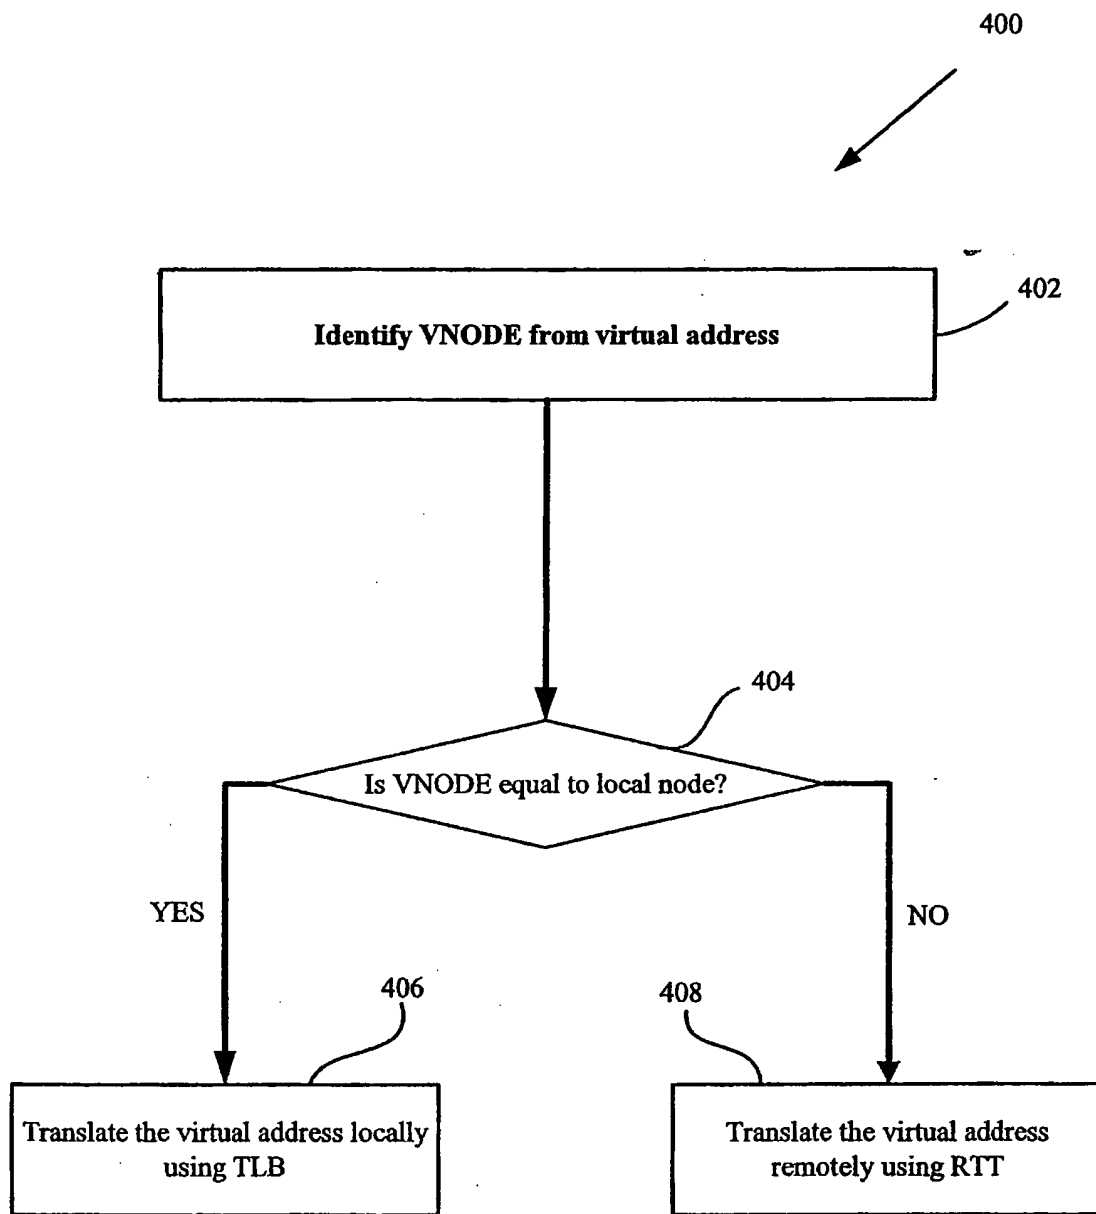 400
402
Identify VNODE from virtual address
404
Is VNODE equal to local node?
YES
NO
406
408
Translate the virtual address locally
using TLB
Translate the virtual address
remotely using RTT